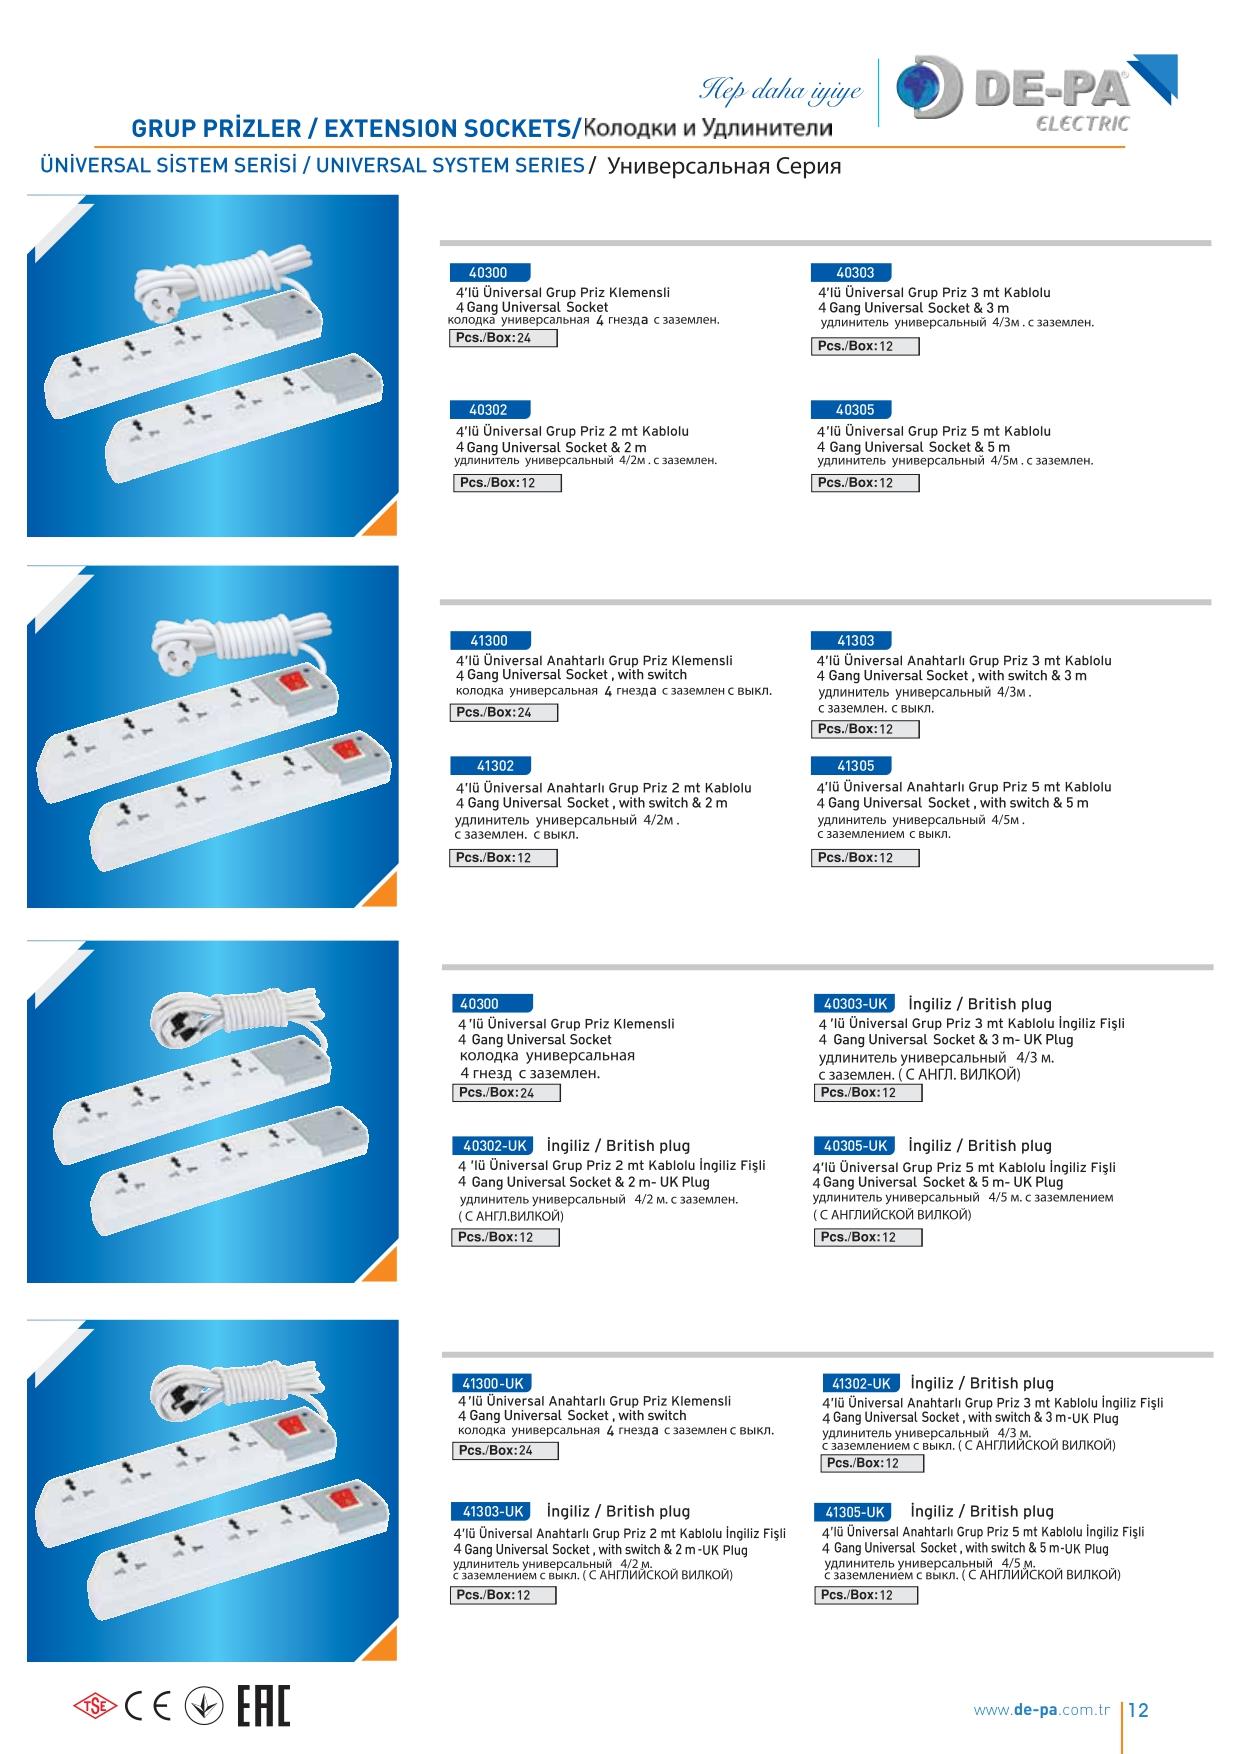 Hep daha iyiye
DE-PA®
ELECTRIC
GRUP PRİZLER / EXTENSION SOCKETS/Колодки и Удлинители
ÜNİVERSAL SİSTEM SERİSİ / UNIVERSAL SYSTEM SERIES / Универсальная Серия
40300
4'lü Üniversal Grup Priz Klemensli
4 Gang Universal Socket
колодка универсальная 4 гнезда с заземлен.
Pcs./Box:24
40303
4'lü Üniversal Grup Priz 3 mt Kablolu
4 Gang Universal Socket & 3 m
удлинитель универсальный 4/3м . с заземлен.
Pcs./Box:12
40302
4'lü Üniversal Grup Priz 2 mt Kablolu
4 Gang Universal Socket & 2 m
удлинитель универсальный 4/2м . с заземлен.
Pcs./Box:12
40305
4'lü Üniversal Grup Priz 5 mt Kablolu
4 Gang Universal Socket & 5 m
удлинитель универсальный 4/5м . с заземлен.
Pcs./Box:12
41300
4'lü Üniversal Anahtarlı Grup Priz Klemensli
4 Gang Universal Socket , with switch
колодка универсальная 4 гнезда с заземлен с выкл.
Pcs./Box:24
41303
4'lü Üniversal Anahtarlı Grup Priz 3 mt Kablolu
4 Gang Universal Socket , with switch & 3 m
удлинитель универсальный 4/3м .
с заземлен. с выкл.
Pcs./Box:12
41302
4'lü Üniversal Anahtarlı Grup Priz 2 mt Kablolu
4 Gang Universal Socket , with switch & 2 m
удлинитель универсальный 4/2м .
с заземлен. с выкл.
Pcs./Box:12
41305
4'lü Üniversal Anahtarlı Grup Priz 5 mt Kablolu
4 Gang Universal Socket , with switch & 5 m
удлинитель универсальный 4/5м .
с заземлением с выкл.
Pcs./Box:12
40300
4 'lü Üniversal Grup Priz Klemensli
4 Gang Universal Socket
колодка универсальная
4 гнезд с заземлен.
Pcs./Box:24
40303-UK İngiliz / British plug
4 'lü Üniversal Grup Priz 3 mt Kablolu İngiliz Fişli
4 Gang Universal Socket & 3 m- UK Plug
удлинитель универсальный 4/3 м.
с заземлен. ( С АНГЛ. ВИЛКОЙ)
Pcs./Box:12
40302-UK İngiliz / British plug
4 'lü Üniversal Grup Priz 2 mt Kablolu İngiliz Fişli
4 Gang Universal Socket & 2 m- UK Plug
удлинитель универсальный 4/2 м. с заземлен.
( С АНГЛ.ВИЛКОЙ)
Pcs./Box:12
40305-UK İngiliz / British plug
4'lü Üniversal Grup Priz 5 mt Kablolu İngiliz Fişli
4 Gang Universal Socket & 5 m- UK Plug
удлинитель универсальный 4/5 м. с заземлением
( С АНГЛИЙСКОЙ ВИЛКОЙ)
Pcs./Box:12
41300-UK
4'lü Üniversal Anahtarlı Grup Priz Klemensli
4 Gang Universal Socket , with switch
колодка универсальная 4 гнезда с заземлен с выкл.
Pcs./Box:24
41302-UK İngiliz / British plug
4'lü Üniversal Anahtarlı Grup Priz 3 mt Kablolu İngiliz Fişli
4 Gang Universal Socket , with switch & 3 m-UK Plug
удлинитель универсальный 4/3 м.
с заземлением с выкл. ( С АНГЛИЙСКОЙ ВИЛКОЙ)
Pcs./Box:12
41303-UK İngiliz / British plug
4'lü Üniversal Anahtarlı Grup Priz 2 mt Kablolu İngiliz Fişli
4 Gang Universal Socket , with switch & 2 m -UK Plug
удлинитель универсальный 4/2 м.
с заземлением с выкл. ( С АНГЛИЙСКОЙ ВИЛКОЙ)
Pcs./Box:12
41305-UK İngiliz / British plug
4'lü Üniversal Anahtarlı Grup Priz 5 mt Kablolu İngiliz Fişli
4 Gang Universal Socket , with switch & 5 m-UK Plug
удлинитель универсальный 4/5 м.
с заземлением с выкл. ( С АНГЛИЙСКОЙ ВИЛКОЙ)
Pcs./Box:12
TSE CE EAC
www.de-pa.com.tr 12